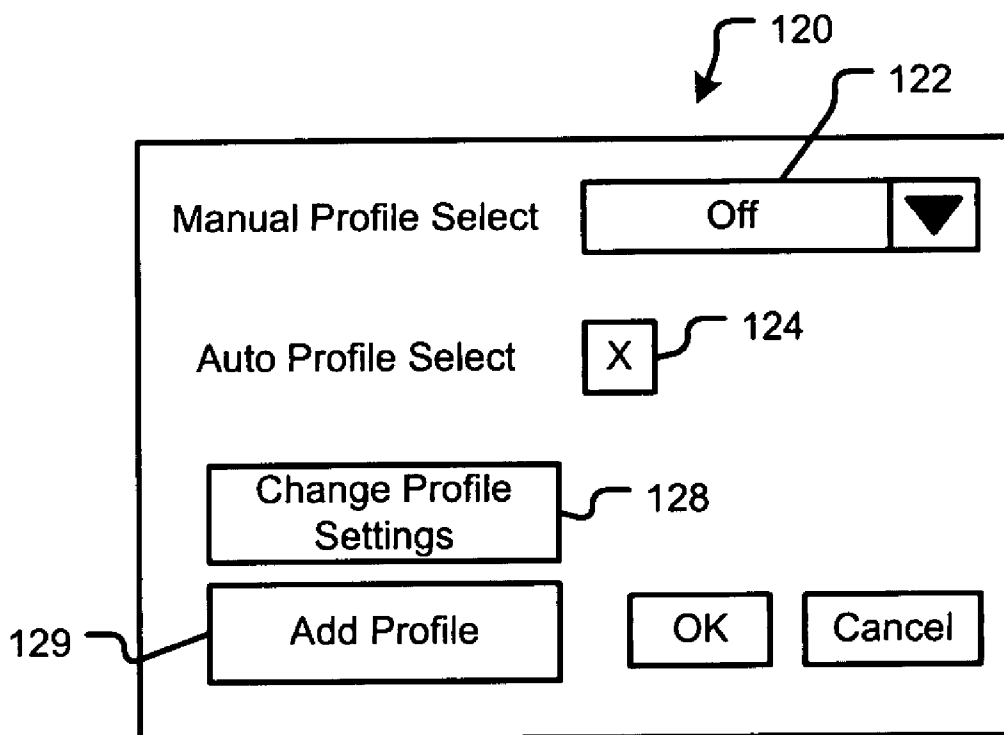 120
122
Manual Profile Select Off
Auto Profile Select X 124
Change Profile
Settings
128
129 Add Profile OK Cancel